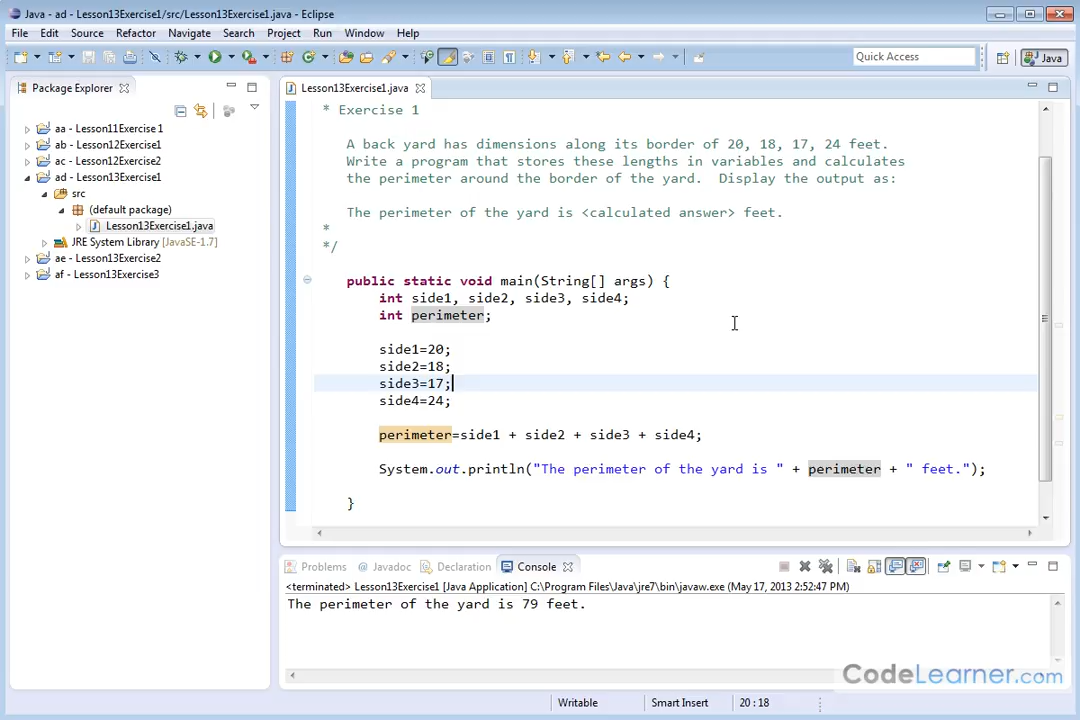 Java - ad - Lesson13Exercise1/src/Lesson13Exercise1.java - Eclipse
File Edit Source Refactor Navigate Search Project Run Window Help
Quick Access
Java
Package Explorer
Lesson13Exercise1.java
aa - Lesson11Exercise1
ab - Lesson12Exercise1
ac - Lesson12Exercise2
ad - Lesson13Exercise1
src
(default package)
Lesson13Exercise1.java
JRE System Library [JavaSE-1.7]
ae - Lesson13Exercise2
af - Lesson13Exercise3
* Exercise 1
A back yard has dimensions along its border of 20, 18, 17, 24 feet.
Write a program that stores these lengths in variables and calculates
the perimeter around the border of the yard.  Display the output as:
The perimeter of the yard is <calculated answer> feet.
*
*/
public static void main(String[] args) {
int side1, side2, side3, side4;
int perimeter;
side1=20;
side2=18;
side3=17;
side4=24;
perimeter=side1 + side2 + side3 + side4;
System.out.println("The perimeter of the yard is " + perimeter + " feet.");
}
Problems @ Javadoc Declaration Console
<terminated> Lesson13Exercise1 [Java Application] C:\Program Files\Java\jre7\bin\javaw.exe (May 17, 2013 2:52:47 PM)
The perimeter of the yard is 79 feet.
CodeLearner.com
Writable Smart Insert 20 : 18